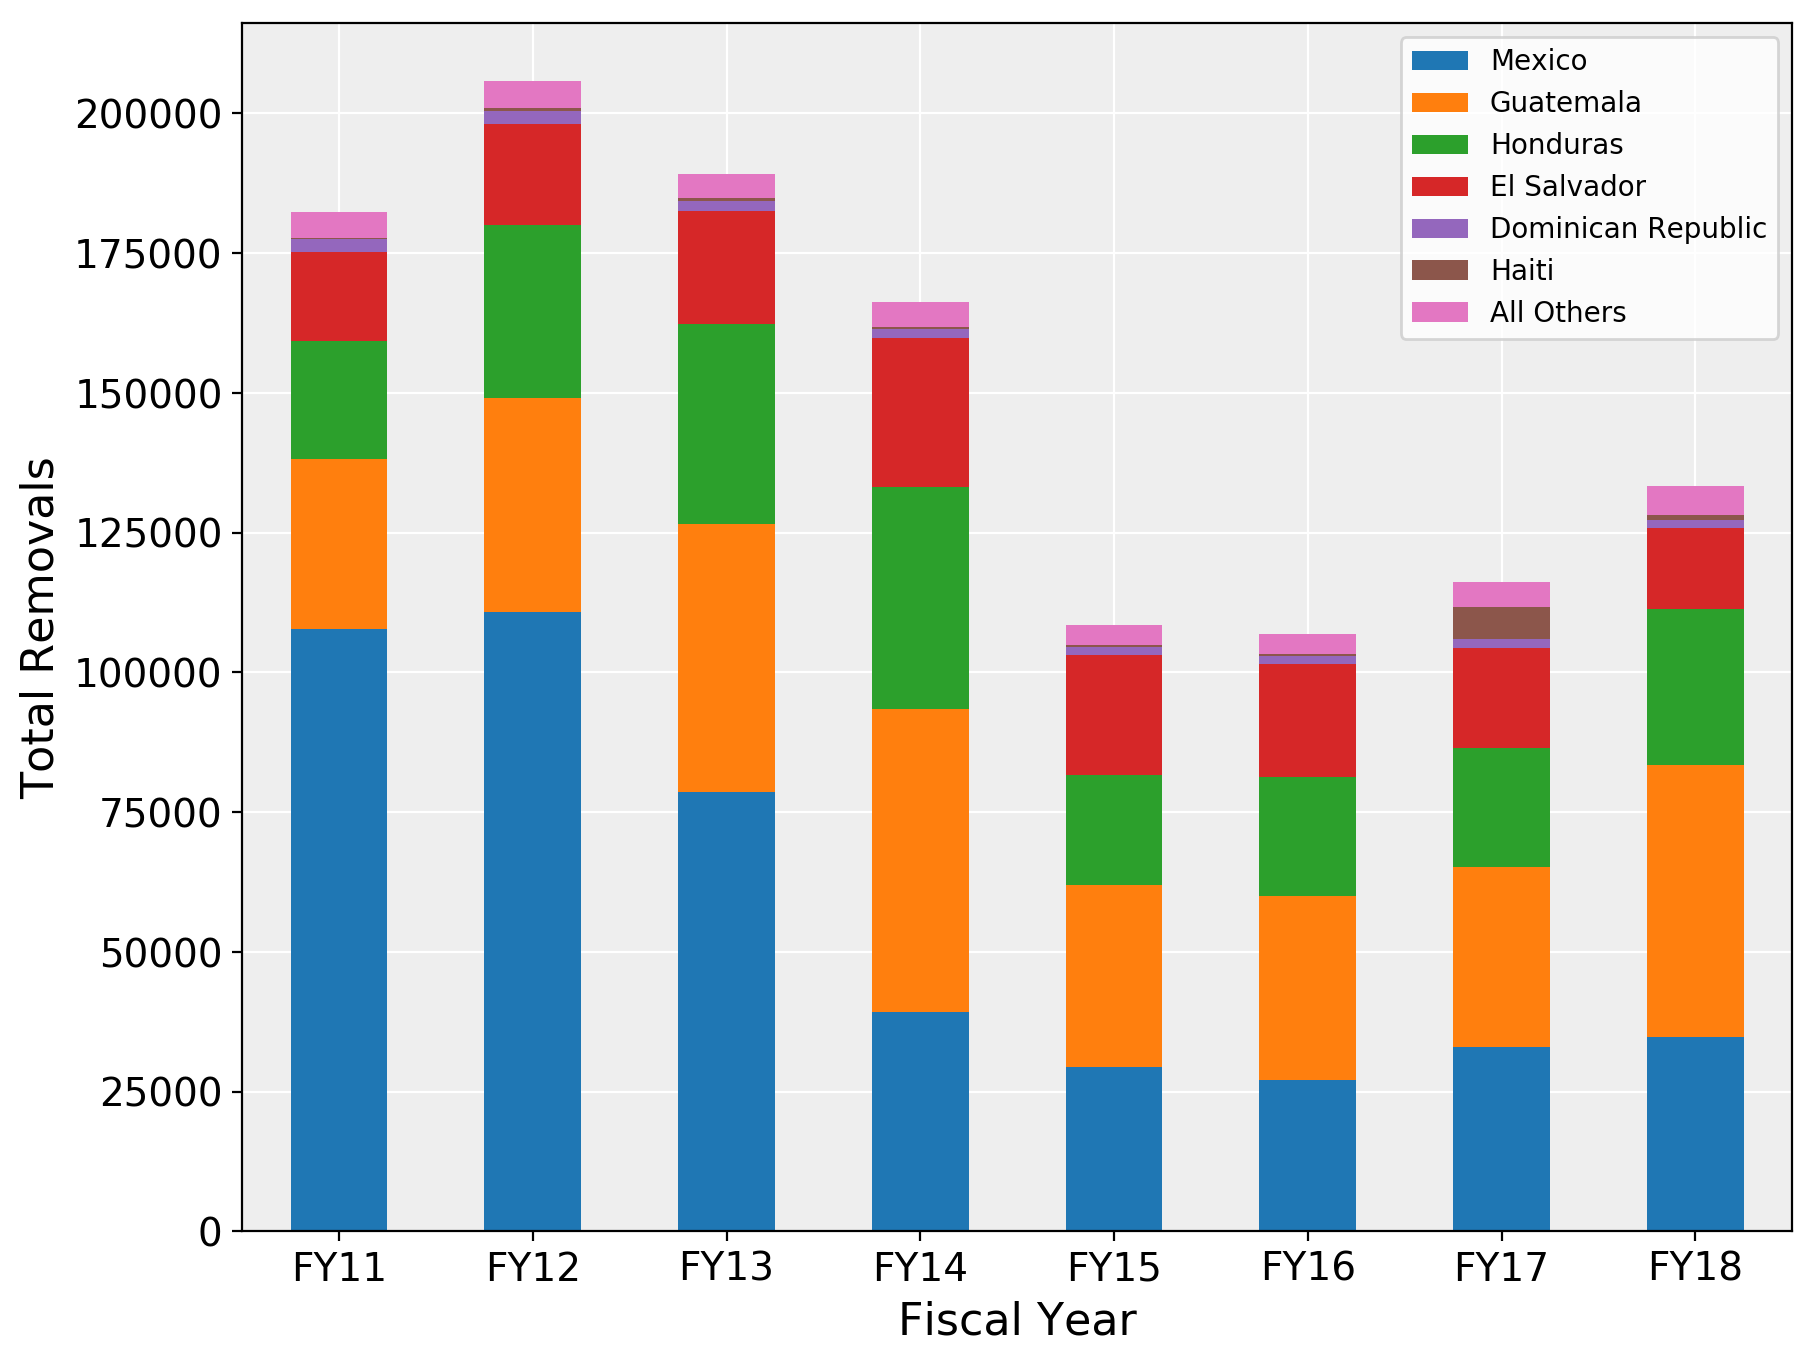 Mexico
Guatemala
Honduras
El Salvador
Dominican Republic
Haiti
All Others
200000
175000
150000
125000
100000
75000
50000
25000
0
Total Removals
FY11 FY12 FY13 FY14 FY15 FY16 FY17 FY18
Fiscal Year